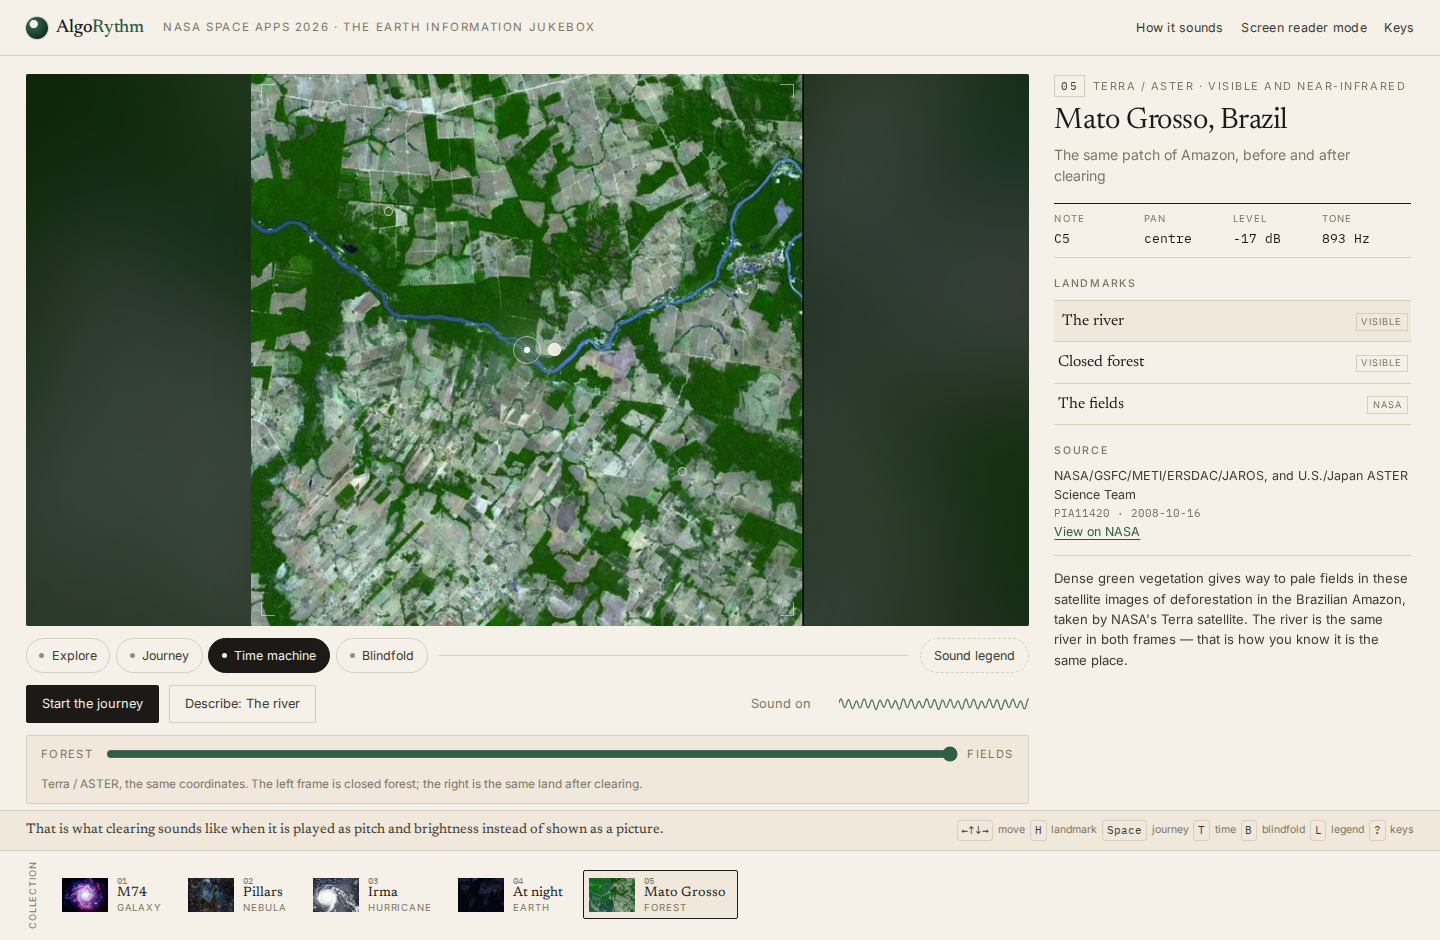 AlgoRythm
NASA SPACE APPS 2026 · THE EARTH INFORMATION JUKEBOX
How it sounds
Screen reader mode
Keys
05
TERRA / ASTER · VISIBLE AND NEAR-INFRARED
Mato Grosso, Brazil
The same patch of Amazon, before and after
clearing
NOTE
PAN
LEVEL
TONE
C5
centre
-17 dB
893 Hz
LANDMARKS
The river
VISIBLE
Closed forest
VISIBLE
The fields
NASA
SOURCE
NASA/GSFC/METI/ERSDAC/JAROS, and U.S./Japan ASTER
Science Team
PIA11420 · 2008-10-16
View on NASA
Dense green vegetation gives way to pale fields in these
satellite images of deforestation in the Brazilian Amazon,
taken by NASA's Terra satellite. The river is the same
river in both frames — that is how you know it is the
same place.
Explore
Journey
Time machine
Blindfold
Sound legend
Start the journey
Describe: The river
Sound on
FOREST
FIELDS
Terra / ASTER, the same coordinates. The left frame is closed forest; the right is the same land after clearing.
That is what clearing sounds like when it is played as pitch and brightness instead of shown as a picture.
←↑↓→ move H landmark Space journey T time B blindfold L legend ? keys
COLLECTION
01
M74
GALAXY
02
Pillars
NEBULA
03
Irma
HURRICANE
04
At night
EARTH
05
Mato Grosso
FOREST